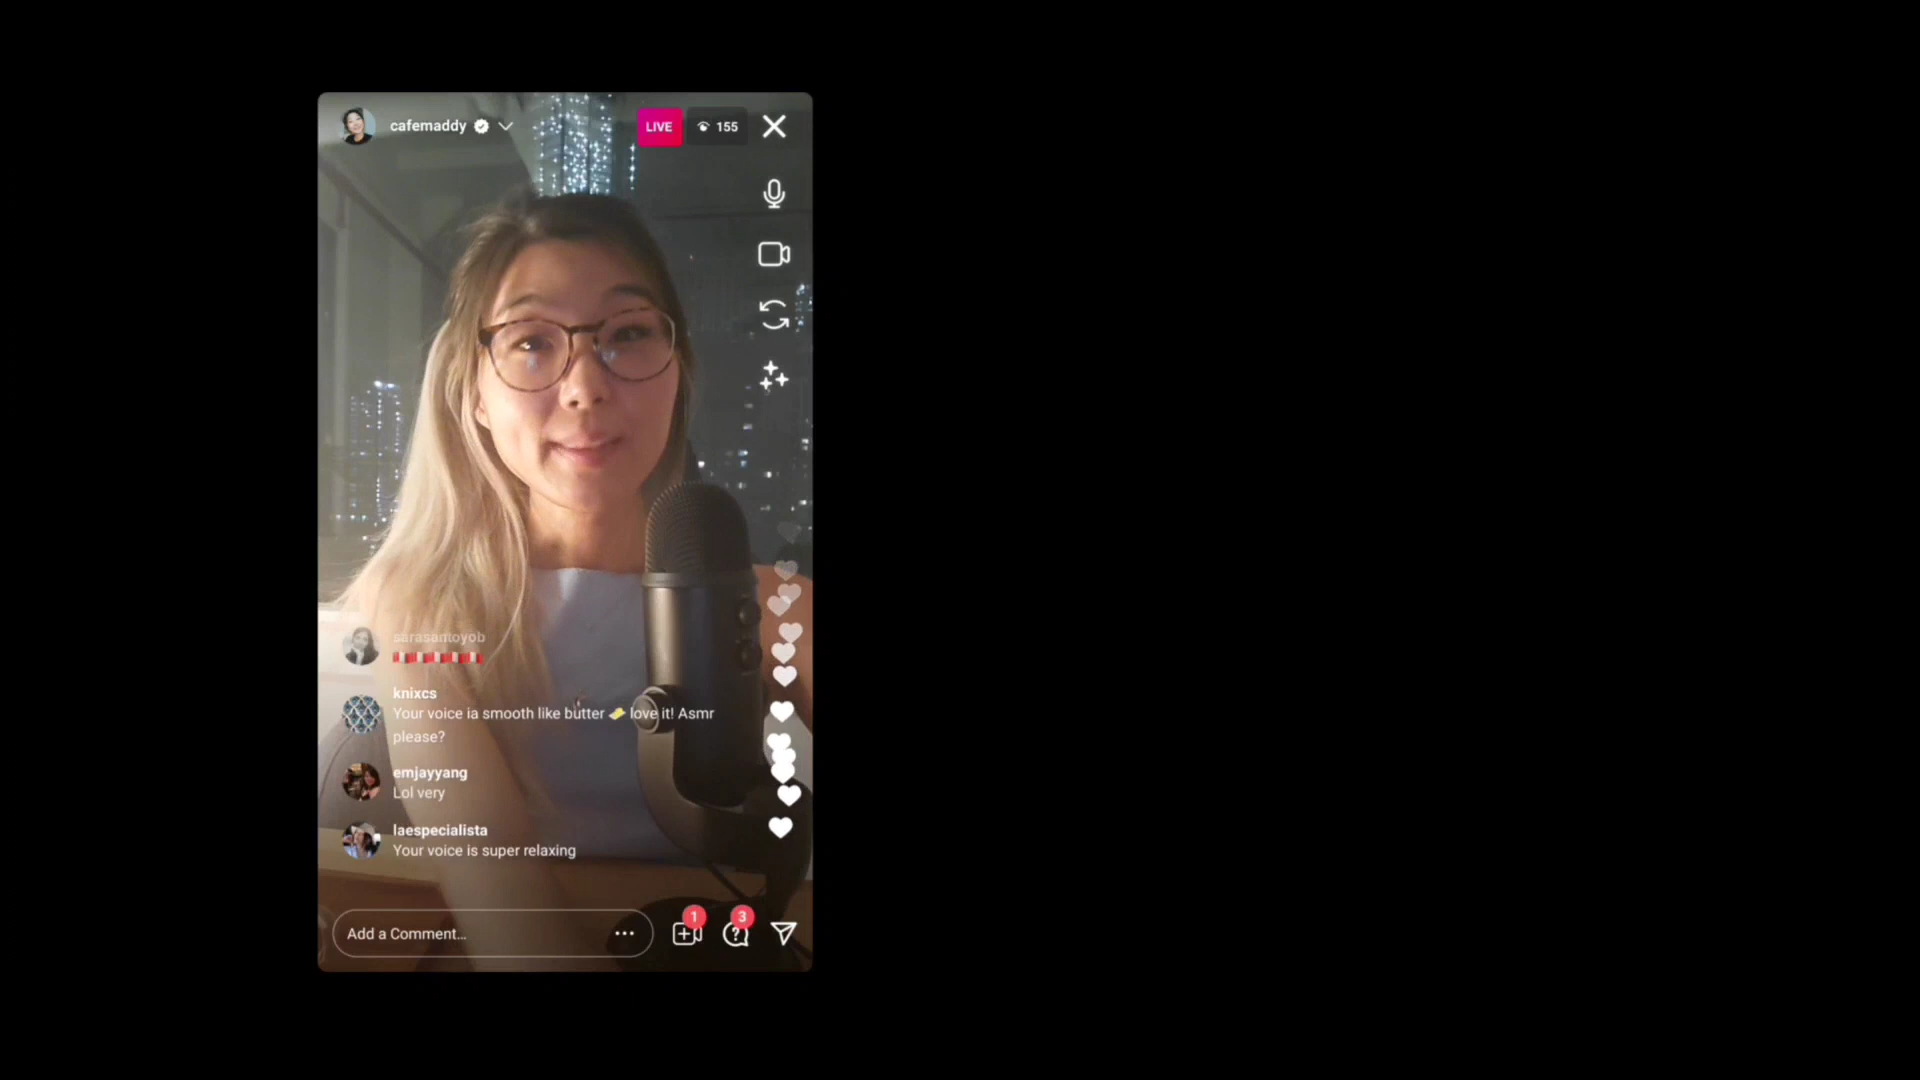 cafemaddy
LIVE
155
sarasantoyob
knixcs
Your voice ia smooth like butter 🧈 love it! Asmr
please?
emjayyang
Lol very
laespecialista
Your voice is super relaxing
1
3
Add a Comment...